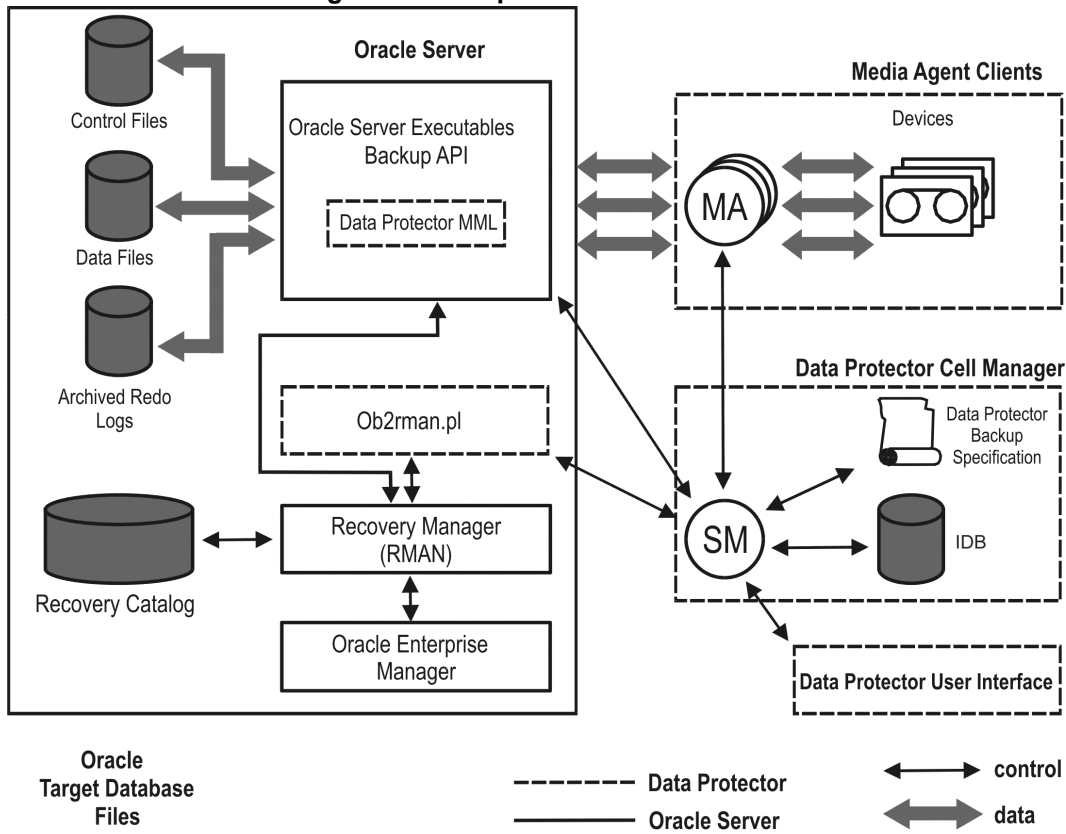 Oracle Server
Control Files
Oracle Server Executables
Backup API
Data Protector MML
Data Files
Archived Redo
Logs
Ob2rman.pl
Recovery Manager
(RMAN)
Recovery Catalog
Oracle Enterprise
Manager
Media Agent Clients
Devices
MA
Data Protector Cell Manager
Data Protector
Backup
Specification
SM
IDB
Data Protector User Interface
Oracle
Target Database
Files
Data Protector
Oracle Server
control
data